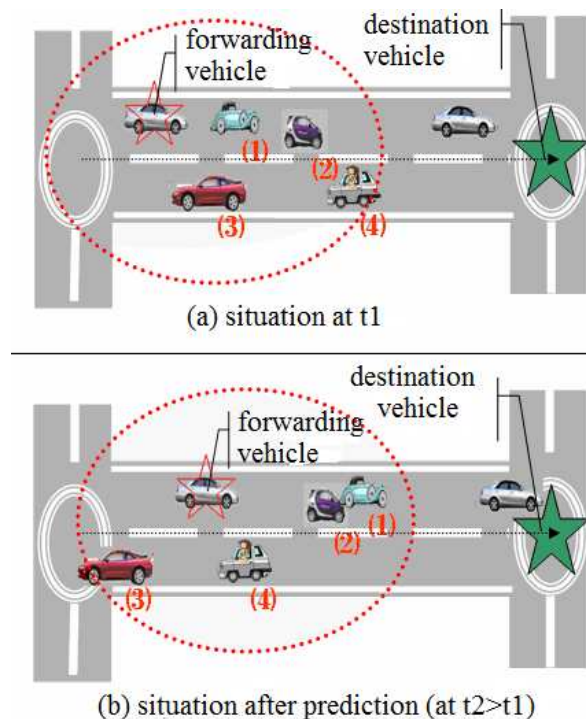 forwarding
vehicle
destination
vehicle
(1)
(2)
(3)
(4)
(a) situation at t1
destination
vehicle
forwarding
vehicle
(1)
(2)
(3)
(4)
(b) situation after prediction (at t2>t1)